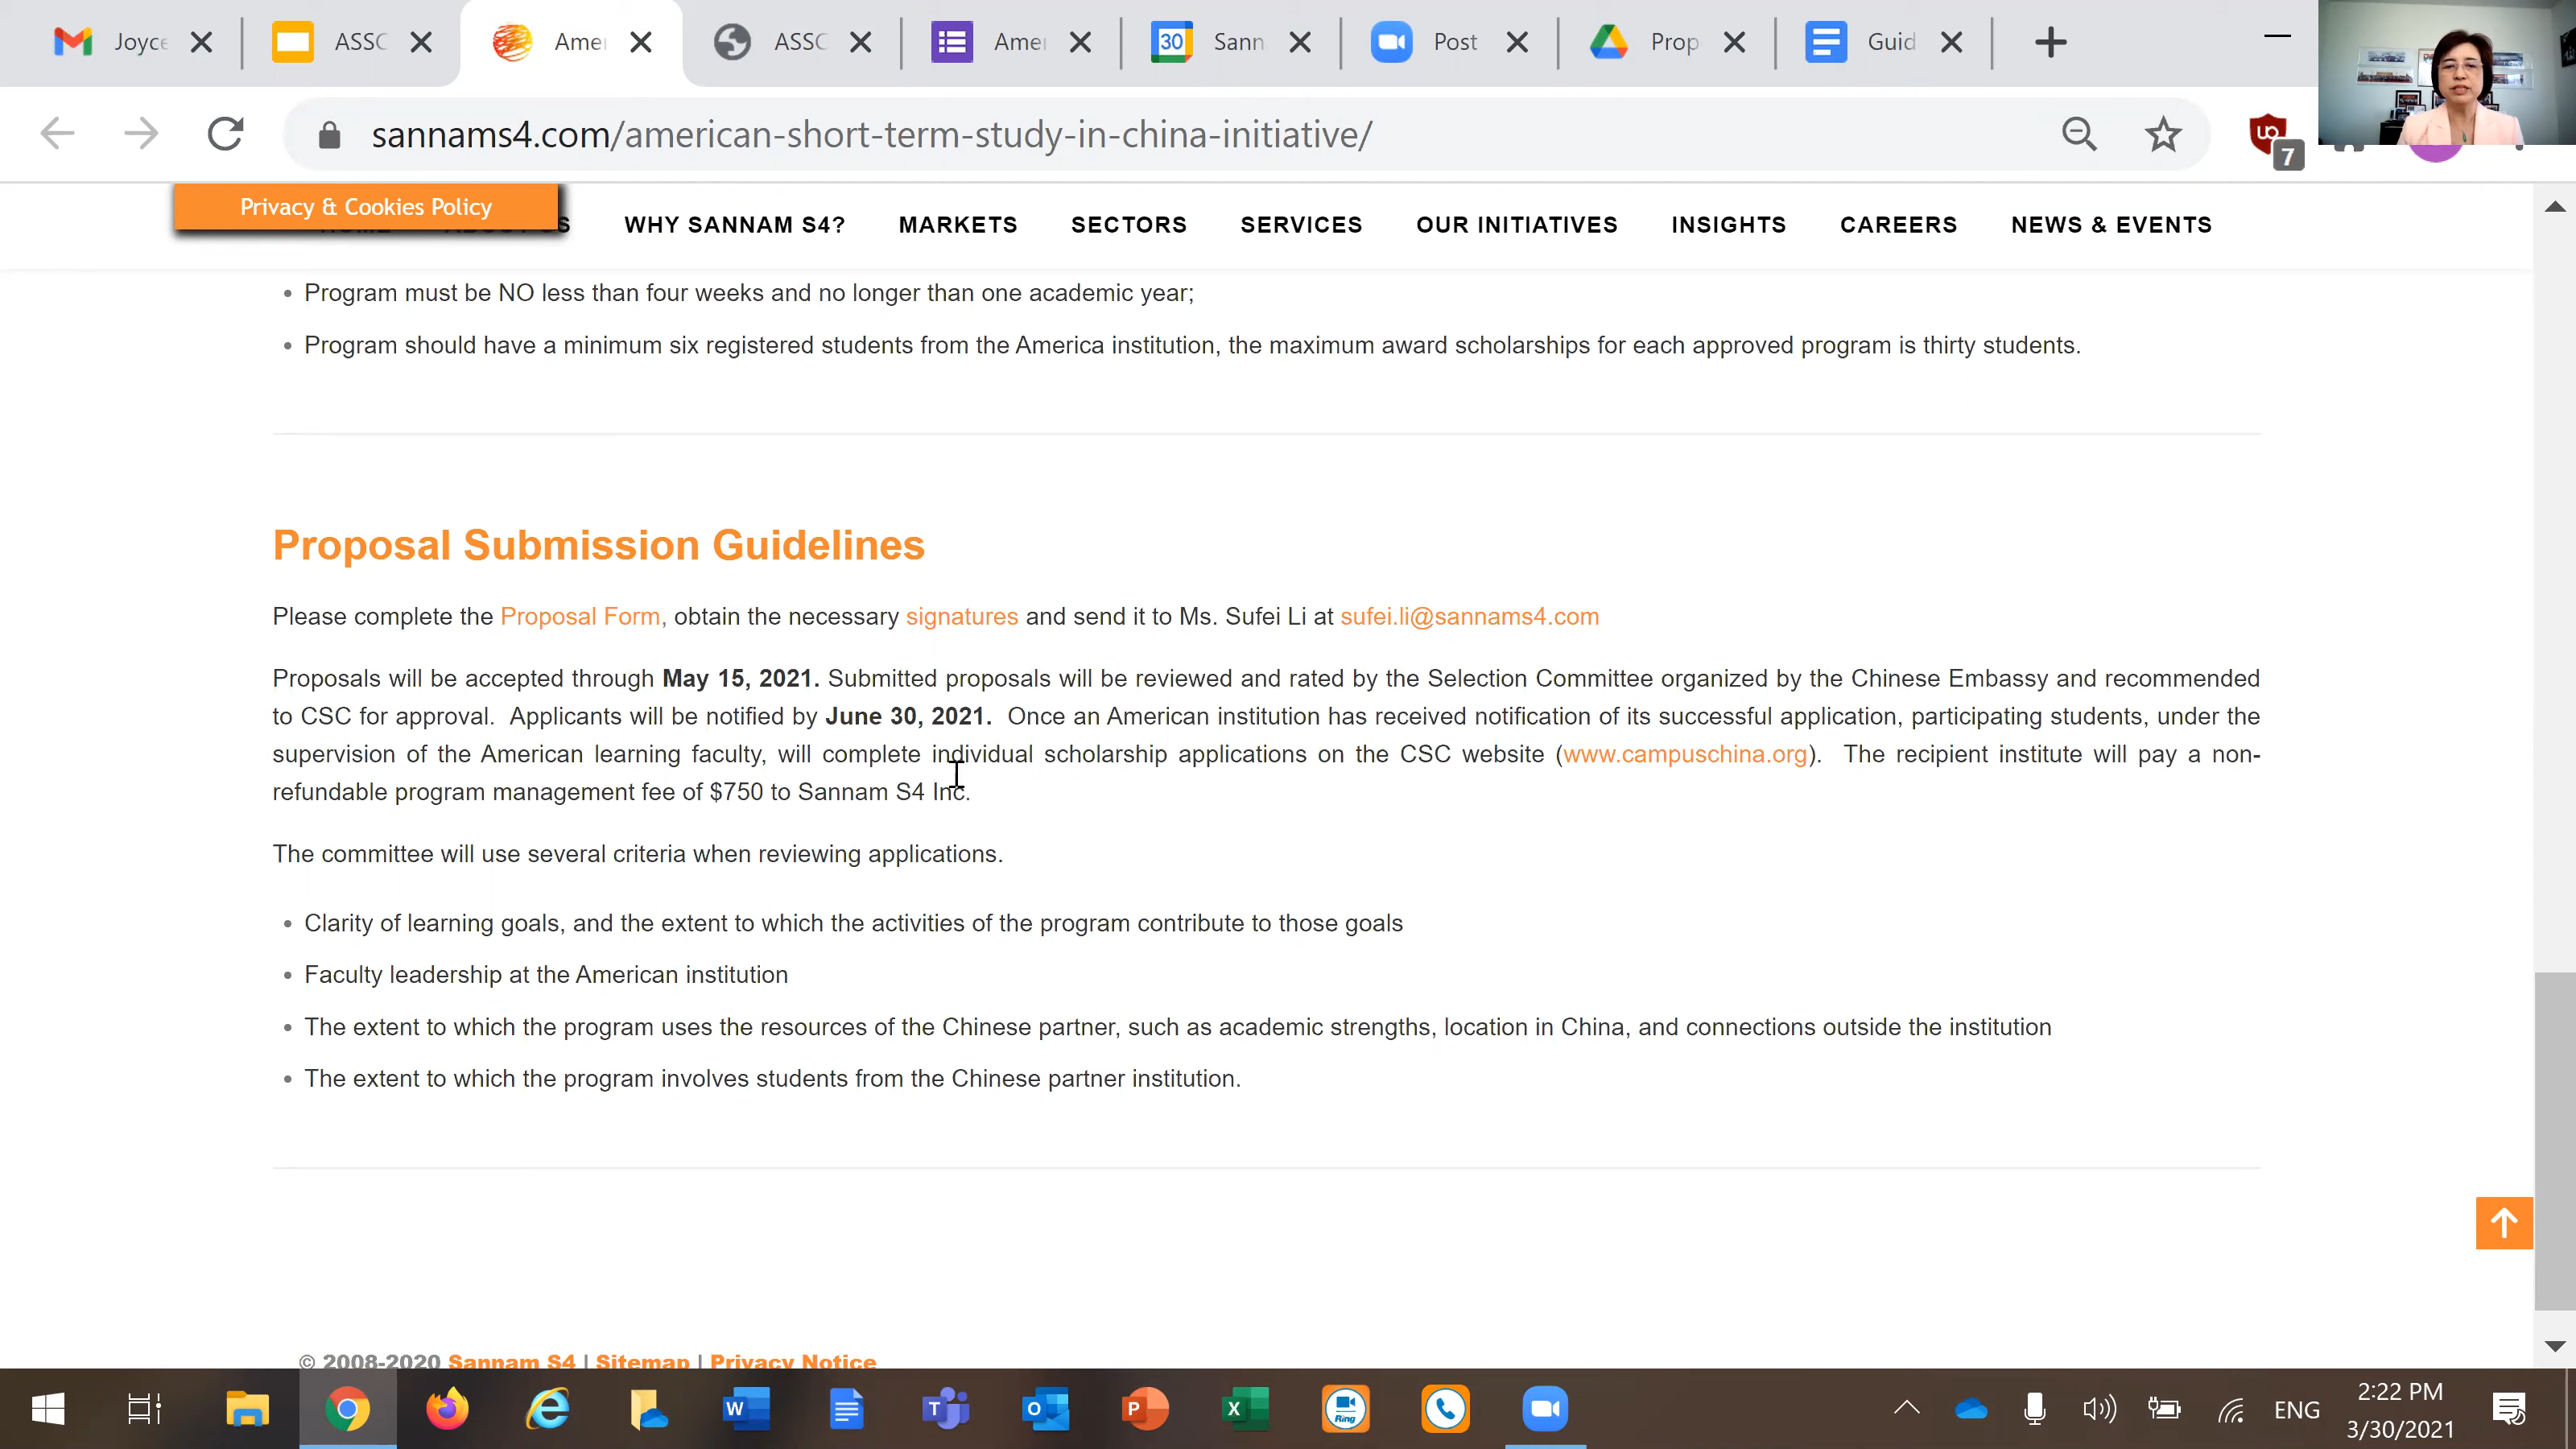 Joyce
ASSC
Amer
ASSC
Amer
30
Sann
Post
Prop
Guid
sannams4.com/american-short-term-study-in-china-initiative/
7
Privacy & Cookies Policy
WHY SANNAM S4?
MARKETS
SECTORS
SERVICES
OUR INITIATIVES
INSIGHTS
CAREERS
NEWS & EVENTS
• Program must be NO less than four weeks and no longer than one academic year;
• Program should have a minimum six registered students from the America institution, the maximum award scholarships for each approved program is thirty students.
Proposal Submission Guidelines
Please complete the Proposal Form, obtain the necessary signatures and send it to Ms. Sufei Li at sufei.li@sannams4.com
Proposals will be accepted through May 15, 2021. Submitted proposals will be reviewed and rated by the Selection Committee organized by the Chinese Embassy and recommended
to CSC for approval. Applicants will be notified by June 30, 2021. Once an American institution has received notification of its successful application, participating students, under the
supervision of the American learning faculty, will complete individual scholarship applications on the CSC website (www.campuschina.org). The recipient institute will pay a non-
refundable program management fee of $750 to Sannam S4 Inc.
The committee will use several criteria when reviewing applications.
• Clarity of learning goals, and the extent to which the activities of the program contribute to those goals
• Faculty leadership at the American institution
• The extent to which the program uses the resources of the Chinese partner, such as academic strengths, location in China, and connections outside the institution
• The extent to which the program involves students from the Chinese partner institution.
© 2008-2020 Sannam S4 | Sitemap | Privacy Notice
Ring
ENG
2:22 PM
3/30/2021